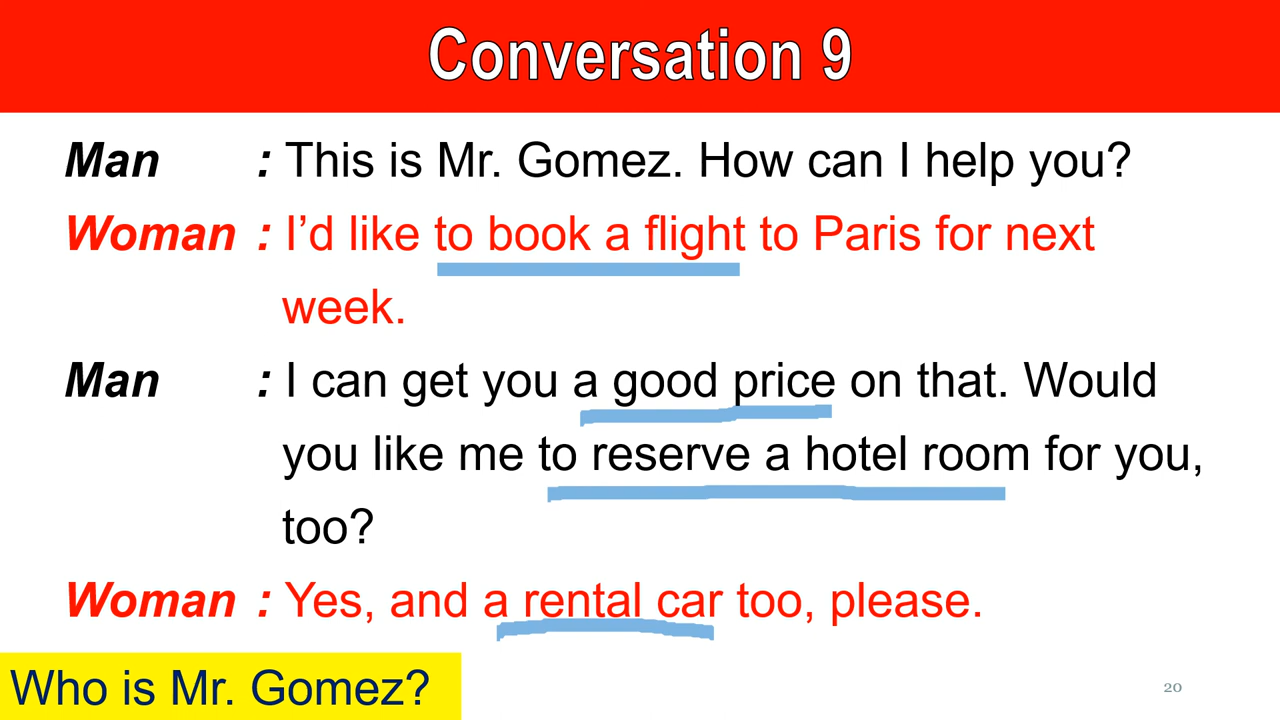 Conversation 9
Man : This is Mr. Gomez. How can I help you?
Woman : I’d like to book a flight to Paris for next
week.
Man : I can get you a good price on that. Would
you like me to reserve a hotel room for you,
too?
Woman : Yes, and a rental car too, please.
Who is Mr. Gomez?
20